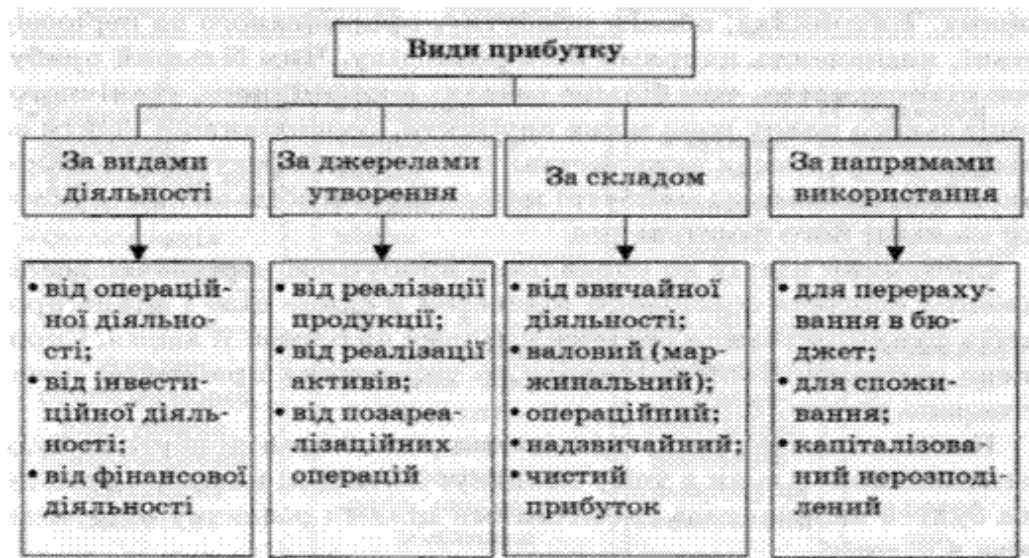 Види прибутку
За видами
діяльності
За джерелами
утворення
За складом
За напрямами
використання
• від операцій-
ної діяльно-
сті;
• від інвести-
ційної діяль-
ності;
• від фінансової
діяльності
• від реалізації
продукції;
• від реалізації
активів;
• від позареа-
лізаційних
операцій
• від звичайної
діяльності;
• валовий (мар-
жинальний);
• операційний;
• надзвичайний;
• чистий
прибуток
• для перераху-
вання в бю-
джет;
• для спожи-
вання;
• капіталізова-
ний нерозподі-
лений